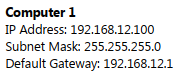 Computer 1
IP Address: 192.168.12.100
Subnet Mask: 255.255.255.0
Default Gateway: 192.168.12.1